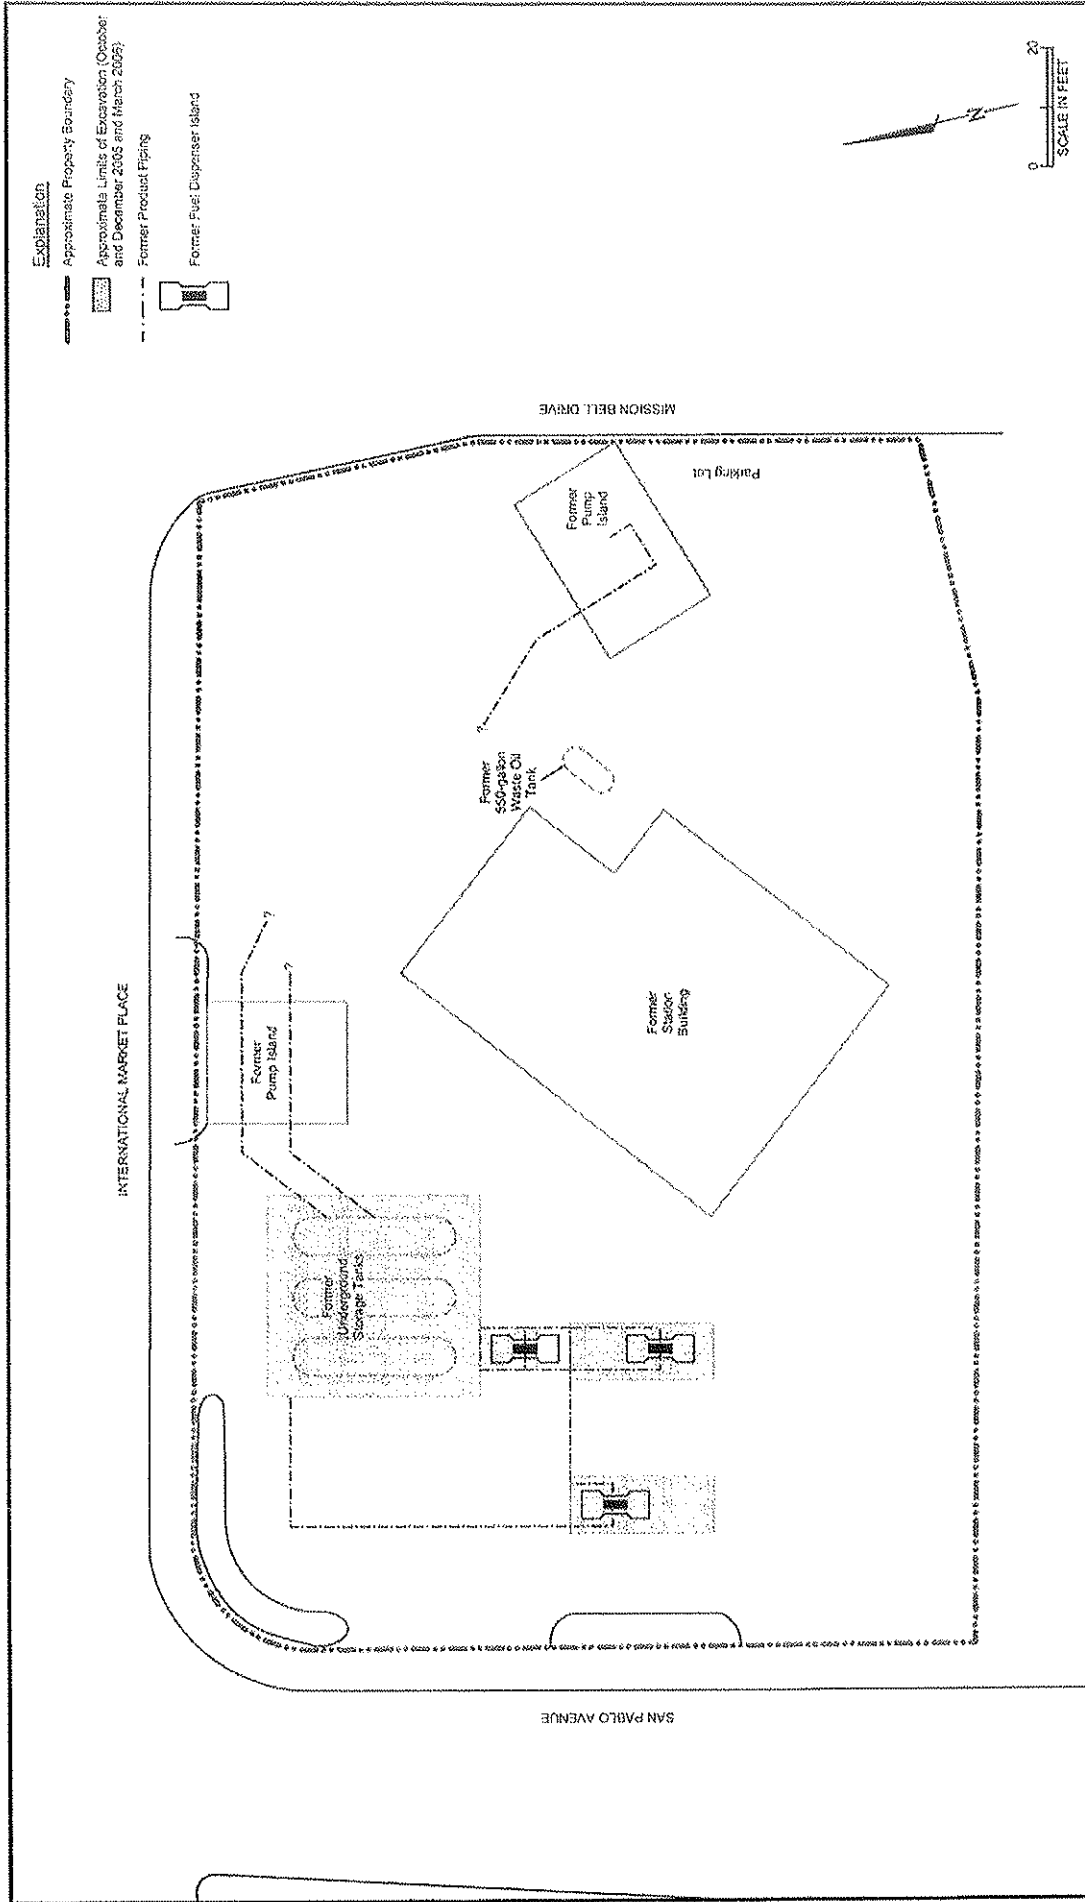 Explanation
Approximate Property Boundary
Approximate Limits of Excavation (October
and December 2005 and March 2006)
Former Product Piping
Former Fuel Dispenser Island
MISSION BELL DRIVE
Parking Lot
Former
Pump
Island
?
Former
550-gallon
Waste Oil
Tank
INTERNATIONAL MARKET PLACE
?
?
Former
Pump Island
Former
Station
Building
Former
Underground
Storage Tanks
SAN PABLO AVENUE
N
0
20
SCALE IN FEET